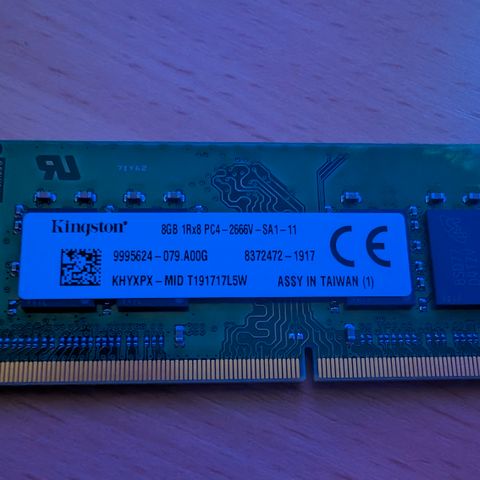 Kingston
8GB 1Rx8 PC4-2666V-SA1-11
9995624-079.A00G 8372472-1917
KHYXPX-MID T191717L5W ASSY IN TAIWAN (1)
CE